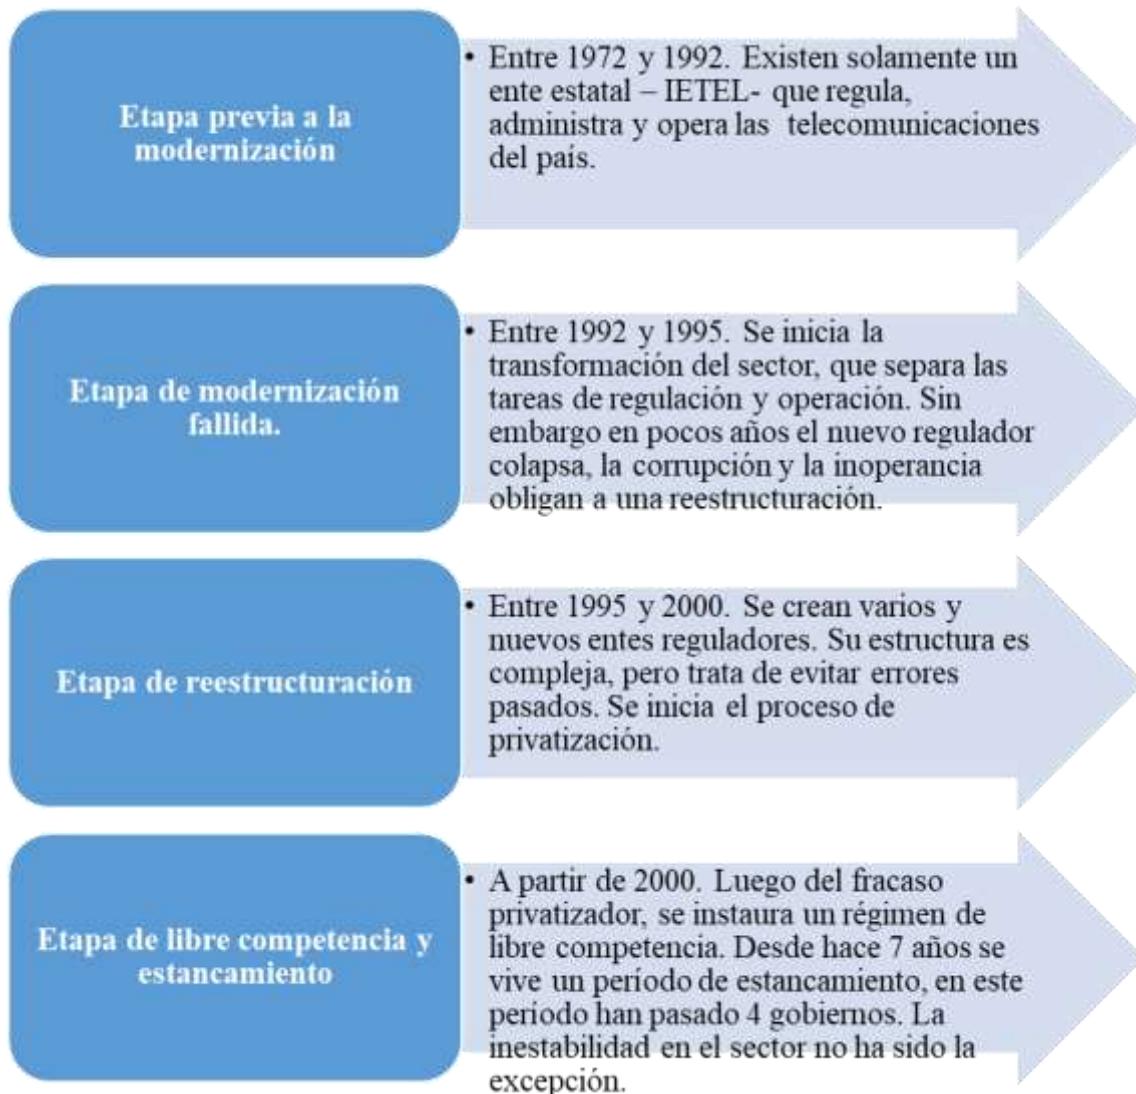 Etapa previa a la
modernización
• Entre 1972 y 1992. Existen solamente un
ente estatal – IETEL- que regula,
administra y opera las telecomunicaciones
del país.
Etapa de modernización
fallida.
• Entre 1992 y 1995. Se inicia la
transformación del sector, que separa las
tareas de regulación y operación. Sin
embargo en pocos años el nuevo regulador
colapsa, la corrupción y la inoperancia
obligan a una reestructuración.
Etapa de reestructuración
• Entre 1995 y 2000. Se crean varios y
nuevos entes reguladores. Su estructura es
compleja, pero trata de evitar errores
pasados. Se inicia el proceso de
privatización.
Etapa de libre competencia y
estancamiento
• A partir de 2000. Luego del fracaso
privatizador, se instaura un régimen de
libre competencia. Desde hace 7 años se
vive un período de estancamiento, en este
período han pasado 4 gobiernos. La
inestabilidad en el sector no ha sido la
excepción.